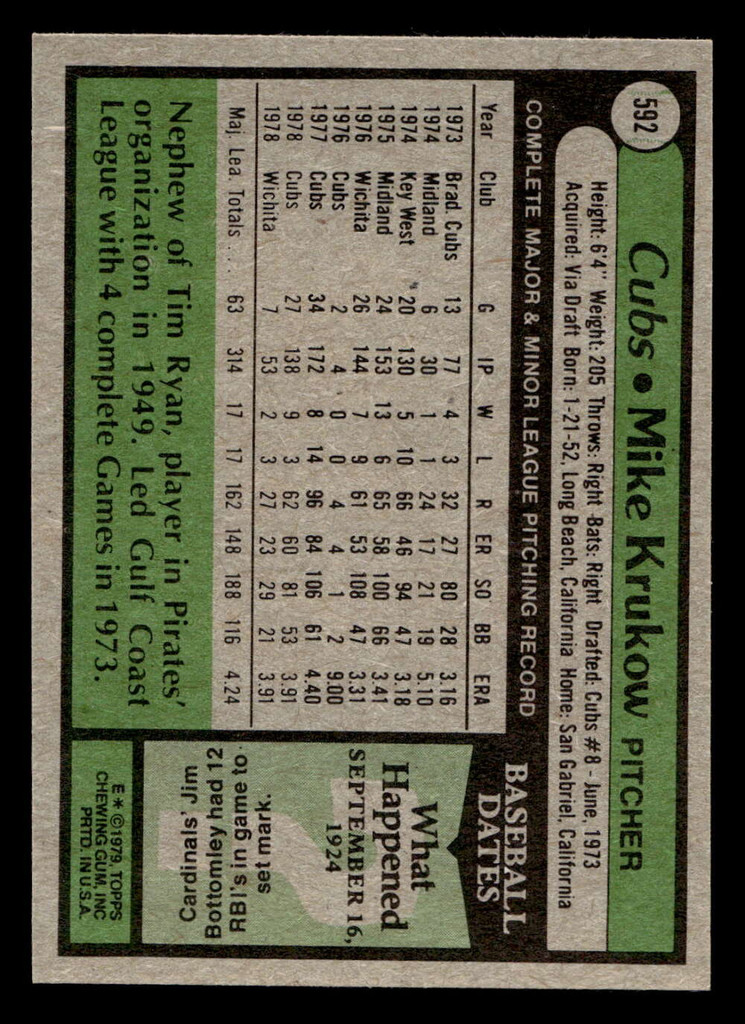 592
Cubs • Mike Krukow PITCHER
Height: 6'4" Weight: 205 Throws: Right Bats: Right Drafted: Cubs #8 - June, 1973
Acquired: Via Draft Born: 1-21-52, Long Beach, California Home: San Gabriel, California
COMPLETE MAJOR & MINOR LEAGUE PITCHING RECORD
Year Club G IP W L R ER SO BB ERA
1973 Brad. Cubs 13 77 4 3 32 27 80 28 3.16
1974 Midland 6 30 1 1 24 17 21 19 5.10
1974 Key West 20 130 5 10 66 46 94 47 3.18
1975 Midland 24 153 13 6 65 58 100 66 3.41
1976 Wichita 26 144 7 9 61 53 108 47 3.31
1976 Cubs 2 4 0 0 4 4 1 2 9.00
1977 Cubs 34 172 8 14 96 84 106 61 4.40
1978 Cubs 27 138 9 3 62 60 81 53 3.91
1978 Wichita 7 53 2 3 27 23 29 21 3.91
Maj. Lea. Totals . . . 63 314 17 17 162 148 188 116 4.24
Nephew of Tim Ryan, player in Pirates'
organization in 1949. Led Gulf Coast
League with 4 complete Games in 1973.
BASEBALL
DATES
What
Happened
SEPTEMBER 16,
1924
Cardinals' Jim
Bottomley had 12
RBI's in game to
set mark.
E * © 1979, TOPPS
CHEWING GUM, INC
PRTD. IN U.S.A.